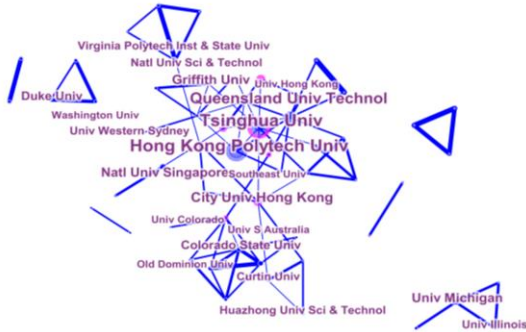 Virginia Polytech Inst & State Univ
Natl Univ Sci & Technol
Griffith Univ
Univ Hong Kong
Duke Univ
Queensland Univ Technol
Washington Univ
Tsinghua Univ
Univ Western Sydney
Hong Kong Polytech Univ
Natl Univ Singapore
Southeast Univ
City Univ Hong Kong
Univ Colorado
Univ S Australia
Colorado State Univ
Old Dominion Univ
Curtin Univ
Univ Michigan
Huazhong Univ Sci & Technol
Univ Illinois